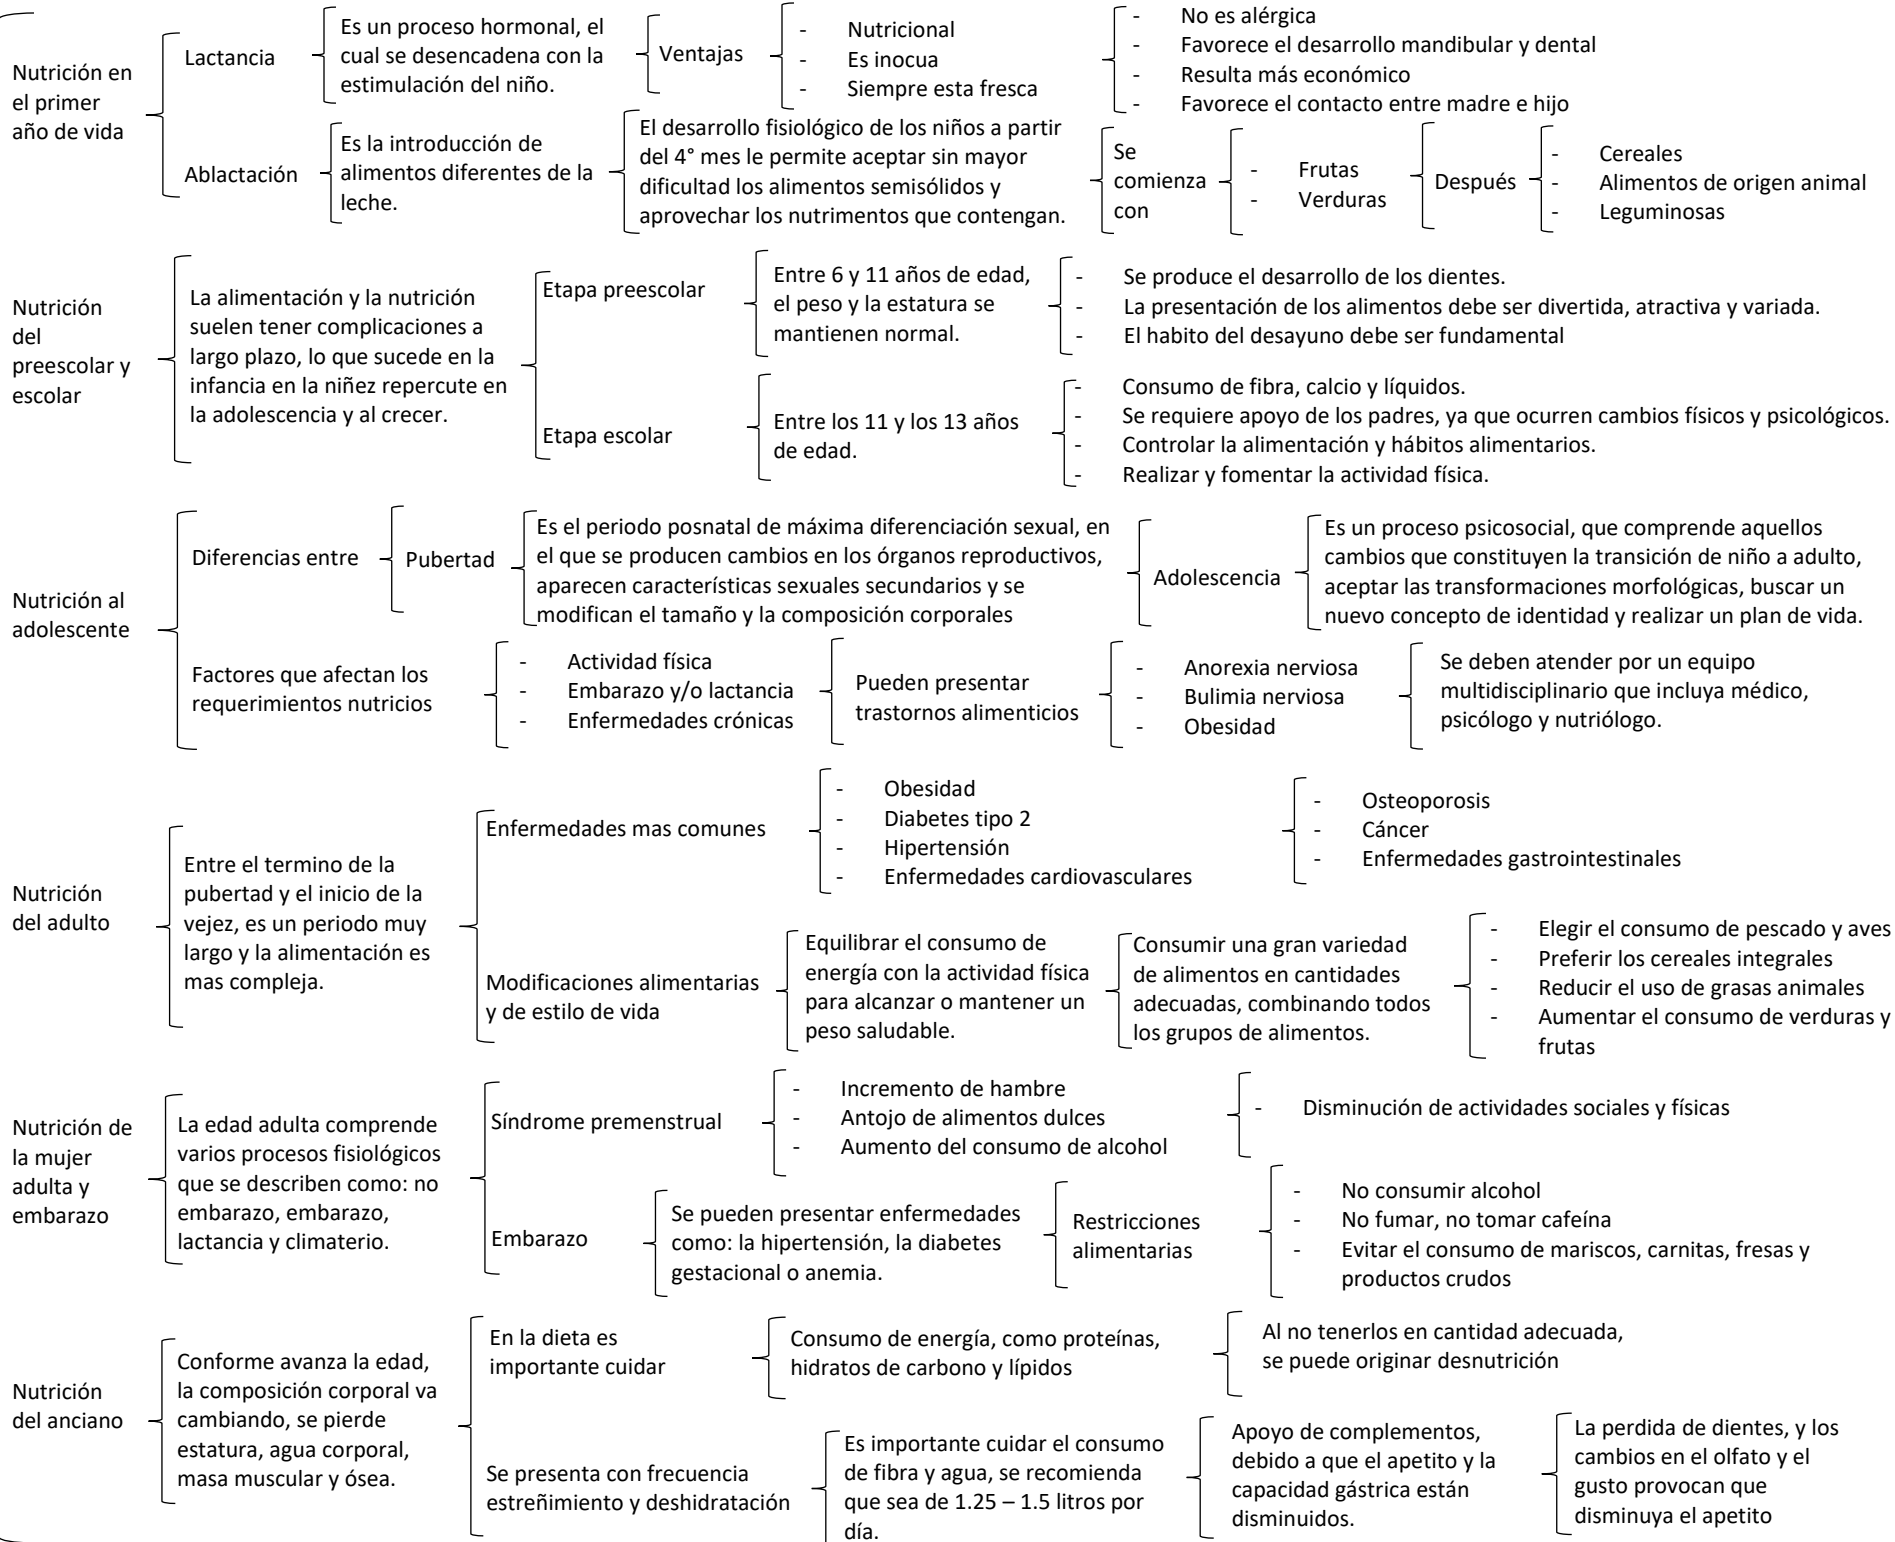 Nutrición en
el primer
año de vida
Lactancia
Es un proceso hormonal, el
cual se desencadena con la
estimulación del niño.
Ventajas
- Nutricional
- Es inocua
- Siempre esta fresca
- No es alérgica
- Favorece el desarrollo mandibular y dental
- Resulta más económico
- Favorece el contacto entre madre e hijo
Ablactación
Es la introducción de
alimentos diferentes de la
leche.
El desarrollo fisiológico de los niños a partir
del 4° mes le permite aceptar sin mayor
dificultad los alimentos semisólidos y
aprovechar los nutrimentos que contengan.
Se
comienza
con
- Frutas
- Verduras
Después
- Cereales
- Alimentos de origen animal
- Leguminosas
Nutrición
del
preescolar y
escolar
La alimentación y la nutrición
suelen tener complicaciones a
largo plazo, lo que sucede en la
infancia en la niñez repercute en
la adolescencia y al crecer.
Etapa preescolar
Entre 6 y 11 años de edad,
el peso y la estatura se
mantienen normal.
- Se produce el desarrollo de los dientes.
- La presentación de los alimentos debe ser divertida, atractiva y variada.
- El habito del desayuno debe ser fundamental
Etapa escolar
Entre los 11 y los 13 años
de edad.
- Consumo de fibra, calcio y líquidos.
- Se requiere apoyo de los padres, ya que ocurren cambios físicos y psicológicos.
- Controlar la alimentación y hábitos alimentarios.
- Realizar y fomentar la actividad física.
Nutrición al
adolescente
Diferencias entre
Pubertad
Es el periodo posnatal de máxima diferenciación sexual, en
el que se producen cambios en los órganos reproductivos,
aparecen características sexuales secundarios y se
modifican el tamaño y la composición corporales
Adolescencia
Es un proceso psicosocial, que comprende aquellos
cambios que constituyen la transición de niño a adulto,
aceptar las transformaciones morfológicas, buscar un
nuevo concepto de identidad y realizar un plan de vida.
Factores que afectan los
requerimientos nutricios
- Actividad física
- Embarazo y/o lactancia
- Enfermedades crónicas
Pueden presentar
trastornos alimenticios
- Anorexia nerviosa
- Bulimia nerviosa
- Obesidad
Se deben atender por un equipo
multidisciplinario que incluya médico,
psicólogo y nutriólogo.
Nutrición
del adulto
Entre el termino de la
pubertad y el inicio de la
vejez, es un periodo muy
largo y la alimentación es
mas compleja.
Enfermedades mas comunes
- Obesidad
- Diabetes tipo 2
- Hipertensión
- Enfermedades cardiovasculares
- Osteoporosis
- Cáncer
- Enfermedades gastrointestinales
Modificaciones alimentarias
y de estilo de vida
Equilibrar el consumo de
energía con la actividad física
para alcanzar o mantener un
peso saludable.
Consumir una gran variedad
de alimentos en cantidades
adecuadas, combinando todos
los grupos de alimentos.
- Elegir el consumo de pescado y aves
- Preferir los cereales integrales
- Reducir el uso de grasas animales
- Aumentar el consumo de verduras y
frutas
Nutrición de
la mujer
adulta y
embarazo
La edad adulta comprende
varios procesos fisiológicos
que se describen como: no
embarazo, embarazo,
lactancia y climaterio.
Síndrome premenstrual
- Incremento de hambre
- Antojo de alimentos dulces
- Aumento del consumo de alcohol
- Disminución de actividades sociales y físicas
Embarazo
Se pueden presentar enfermedades
como: la hipertensión, la diabetes
gestacional o anemia.
Restricciones
alimentarias
- No consumir alcohol
- No fumar, no tomar cafeína
- Evitar el consumo de mariscos, carnitas, fresas y
productos crudos
Nutrición
del anciano
Conforme avanza la edad,
la composición corporal va
cambiando, se pierde
estatura, agua corporal,
masa muscular y ósea.
En la dieta es
importante cuidar
Consumo de energía, como proteínas,
hidratos de carbono y lípidos
Al no tenerlos en cantidad adecuada,
se puede originar desnutrición
Se presenta con frecuencia
estreñimiento y deshidratación
Es importante cuidar el consumo
de fibra y agua, se recomienda
que sea de 1.25 – 1.5 litros por
día.
Apoyo de complementos,
debido a que el apetito y la
capacidad gástrica están
disminuidos.
La perdida de dientes, y los
cambios en el olfato y el
gusto provocan que
disminuya el apetito